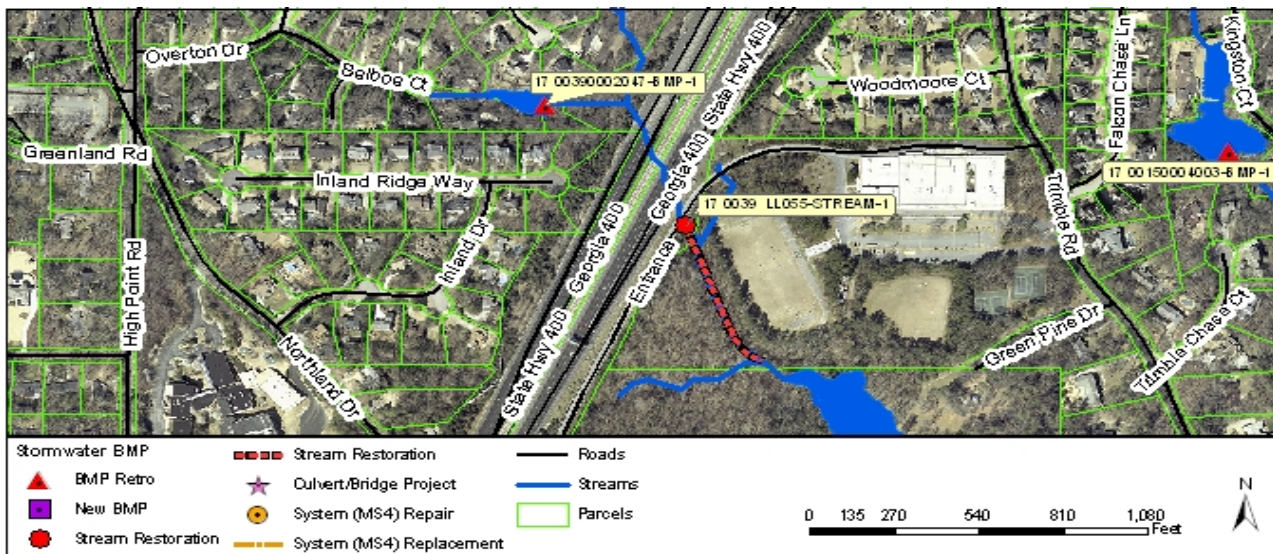 Overton Dr
Balboe Ct
17 00390002047-BMP-1
Georgia 400
State Hwy 400
Woodmoore Ct
Falcon Chase Ln
Kingston Ct
Greenland Rd
Inland Ridge Way
17 0039 LL055-STREAM-1
17 00150004003-BMP-1
Trimble Rd
High Point Rd
Inland Dr
Georgia 400
Entrance
State Hwy 400
Northland Dr
Green Pine Dr
Trimble Chase Ct
Stormwater BMP
BMP Retro
New BMP
Stream Restoration
Stream Restoration
Culvert/Bridge Project
System (MS4) Repair
System (MS4) Replacement
Roads
Streams
Parcels
0 135 270 540 810 1,080
Feet
N